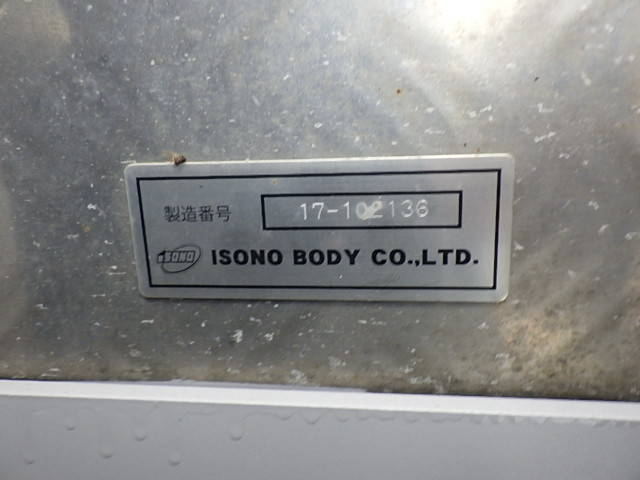 製造番号 17-102136
ISONO ISONO BODY CO.,LTD.